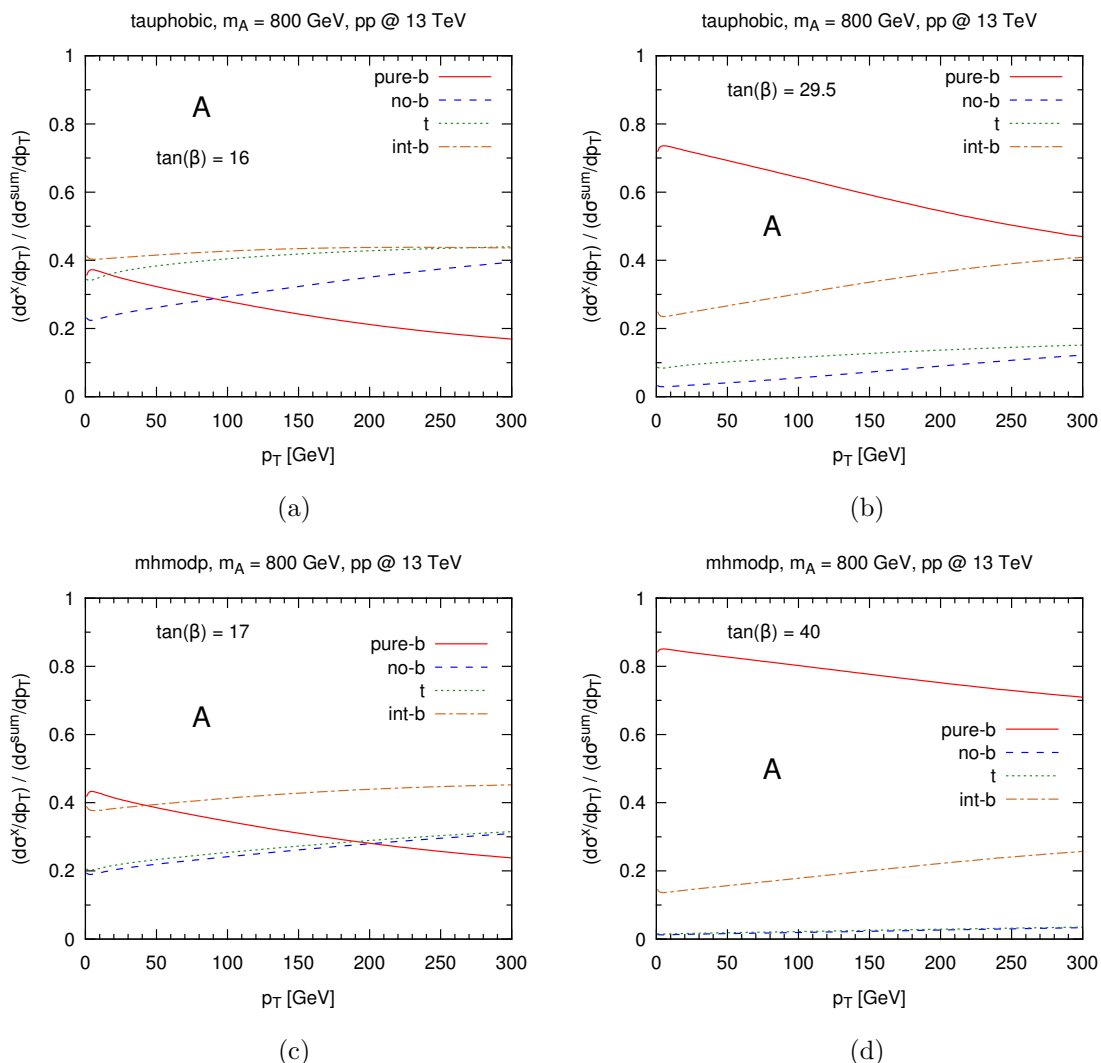 tauphobic, m_A = 800 GeV, pp @ 13 TeV
(dσ^x/dp_T) / (dσ^sum/dp_T)
1
0.8
0.6
0.4
0.2
0
A
tan(β) = 16
pure-b
no-b
t
int-b
0 50 100 150 200 250 300
p_T [GeV]
(a)
tauphobic, m_A = 800 GeV, pp @ 13 TeV
(dσ^x/dp_T) / (dσ^sum/dp_T)
1
0.8
0.6
0.4
0.2
0
tan(β) = 29.5
A
pure-b
no-b
t
int-b
0 50 100 150 200 250 300
p_T [GeV]
(b)
mhmodp, m_A = 800 GeV, pp @ 13 TeV
(dσ^x/dp_T) / (dσ^sum/dp_T)
1
0.8
0.6
0.4
0.2
0
tan(β) = 17
A
pure-b
no-b
t
int-b
0 50 100 150 200 250 300
p_T [GeV]
(c)
mhmodp, m_A = 800 GeV, pp @ 13 TeV
(dσ^x/dp_T) / (dσ^sum/dp_T)
1
0.8
0.6
0.4
0.2
0
tan(β) = 40
A
pure-b
no-b
t
int-b
0 50 100 150 200 250 300
p_T [GeV]
(d)